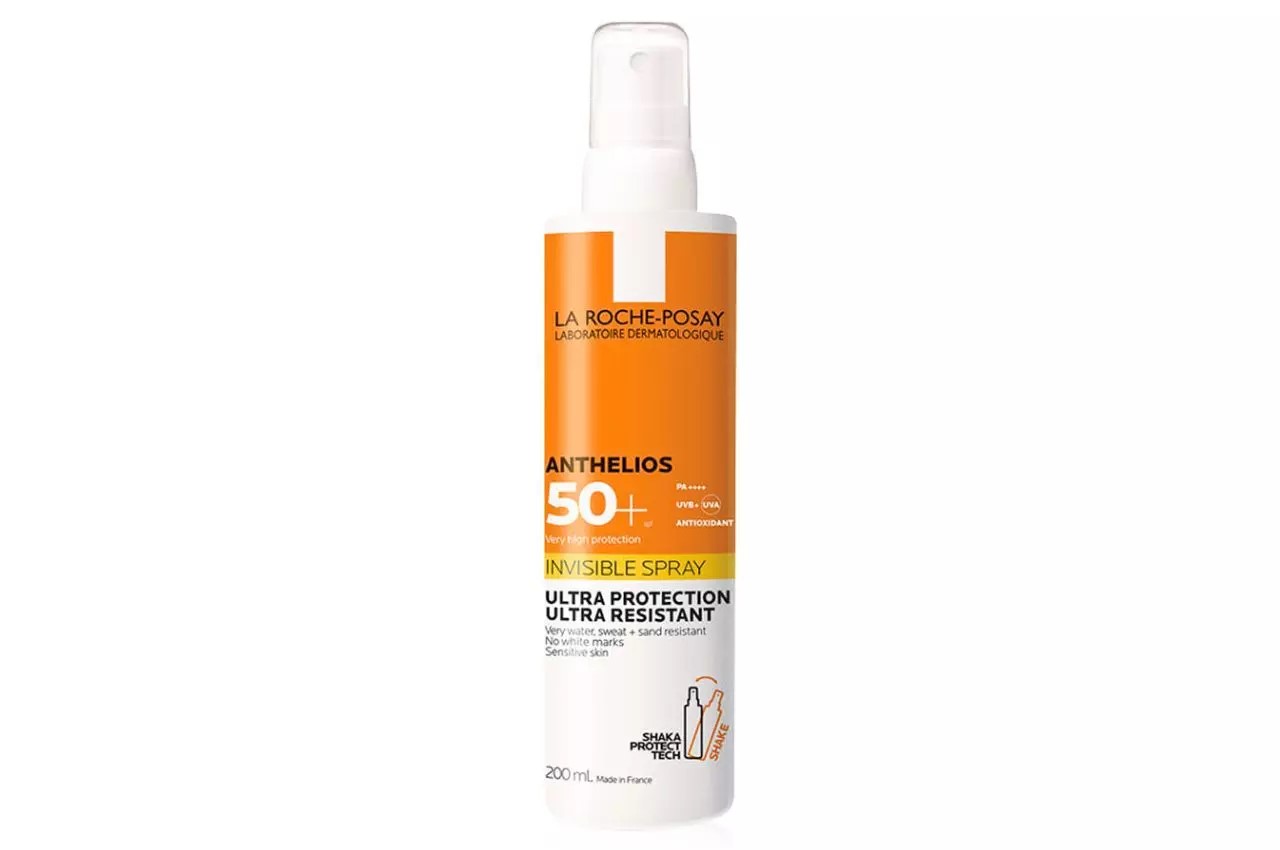 LA ROCHE-POSAY
LABORATOIRE DERMATOLOGIQUE
ANTHELIOS
50+ spf
Very high protection
PA ++++
UVB+ UVA
ANTIOXIDANT
INVISIBLE SPRAY
ULTRA PROTECTION
ULTRA RESISTANT
Very water, sweat + sand resistant
No white marks
Sensitive skin
SHAKA
PROTECT
TECH
SHAKE
200 mL Made in France